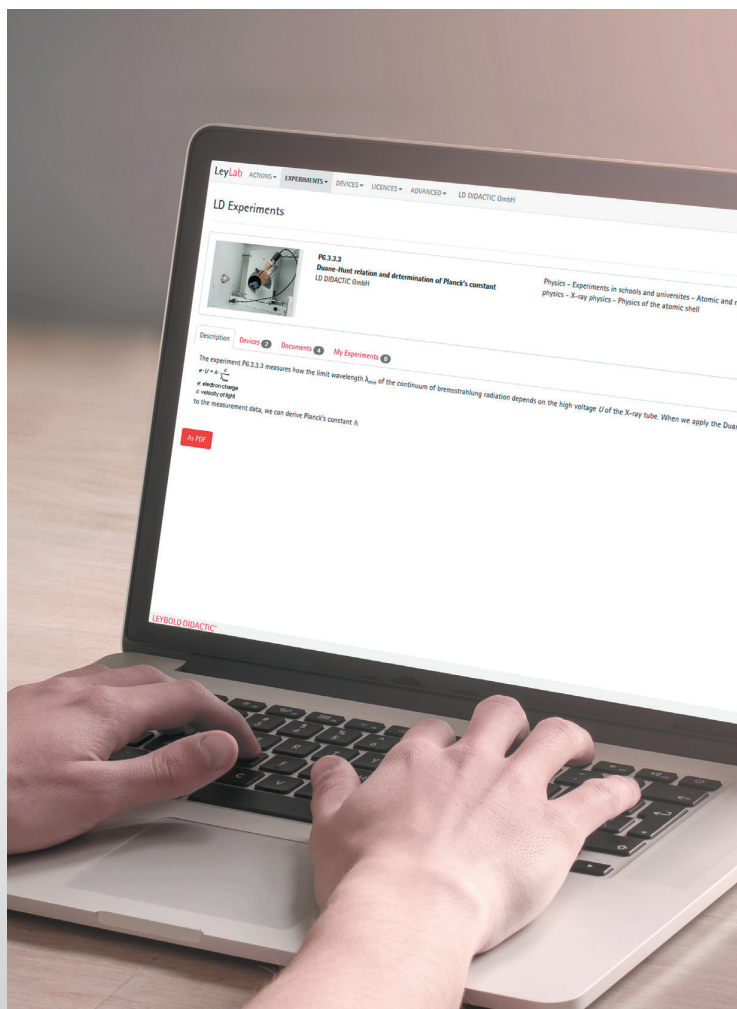 LeyLab ACTIONS EXPERIMENTS DEVICES LICENCES ADVANCED LD DIDACTIC GmbH
LD Experiments
P6.3.3.3
Duane-Hunt relation and determination of Planck's constant
LD DIDACTIC GmbH
Physics – Experiments in schools and universites – Atomic and
physics – X-ray physics – Physics of the atomic shell
Description Devices 7 Documents 4 My Experiments 0
The experiment P6.3.3.3 measures how the limit wavelength λmin of the continuum of bremsstrahlung radiation depends on the high voltage U of the X-ray tube. When we apply the Duan
e: electron charge
c: velocity of light
to the measurement data, we can derive Planck's constant h.
As PDF
LEYBOLD DIDACTIC